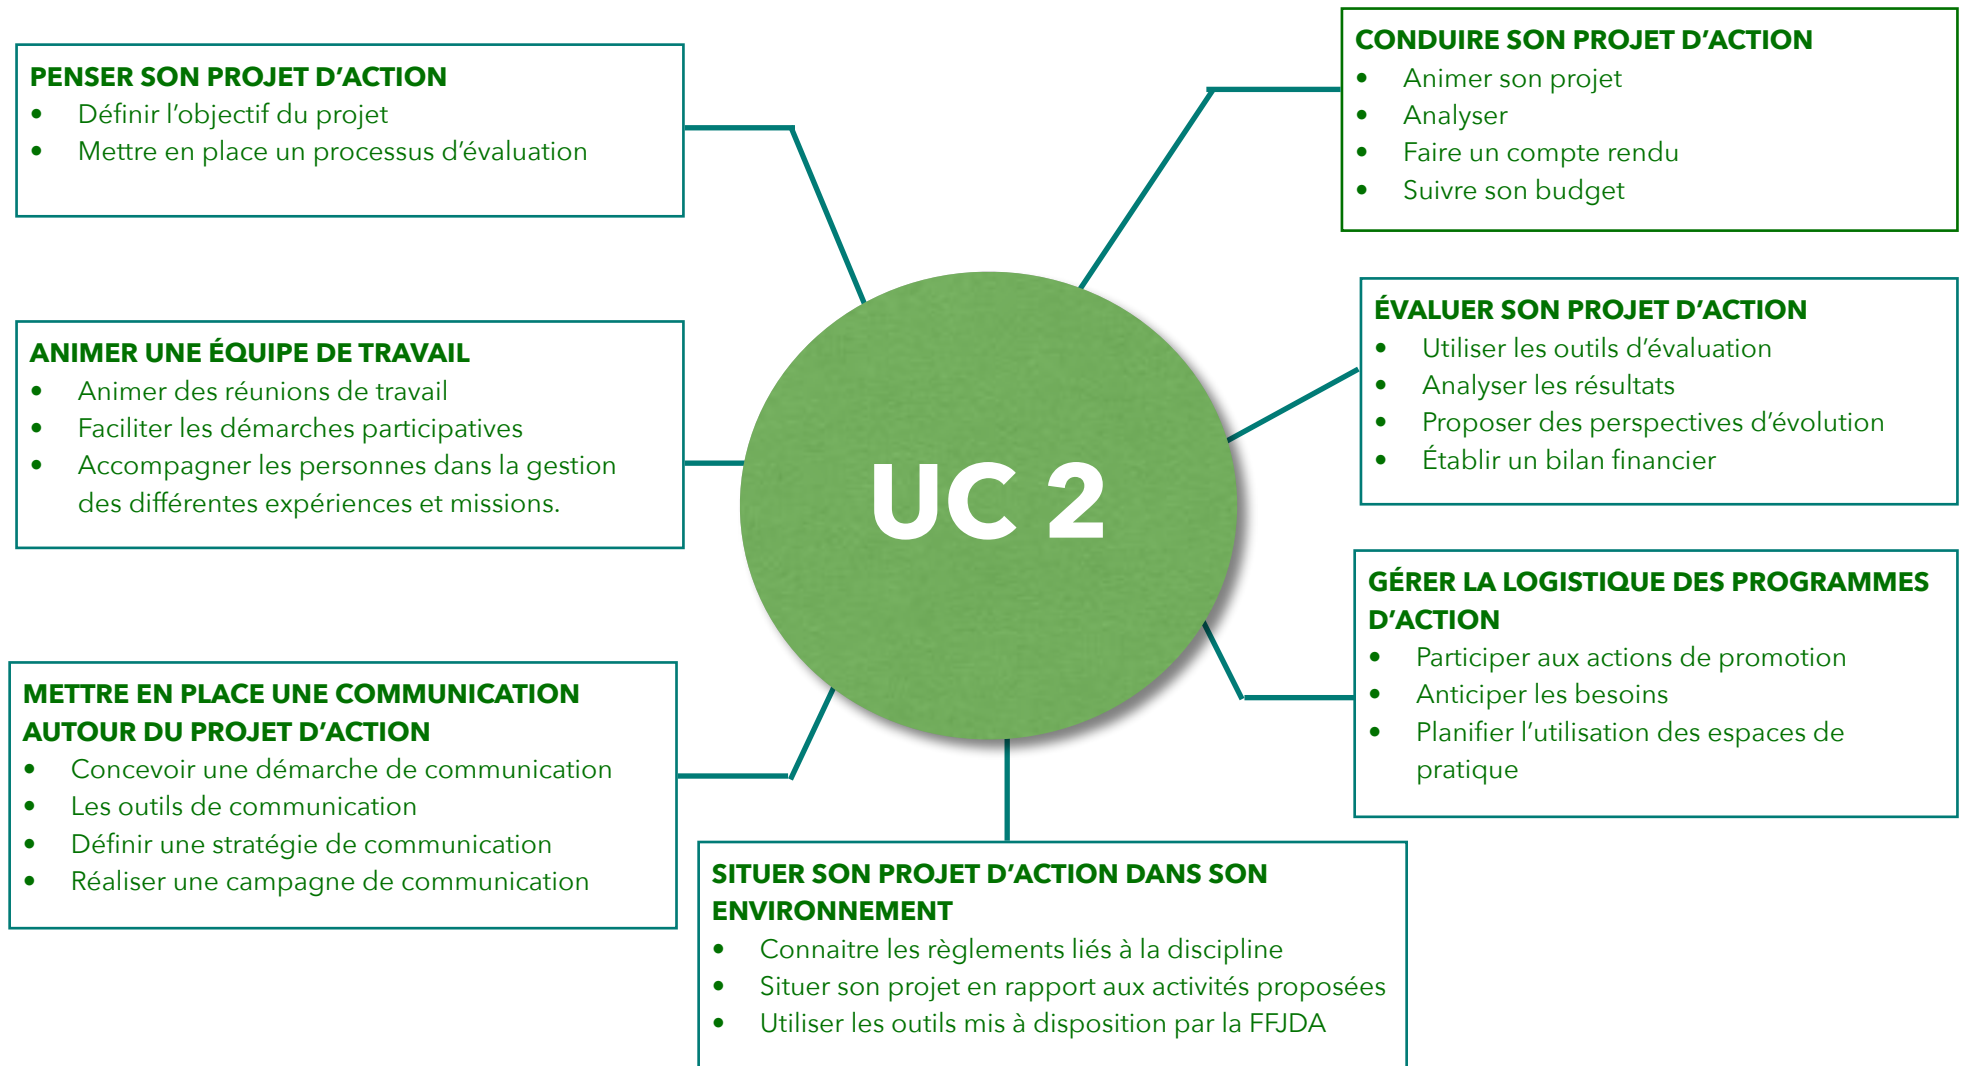 PENSER SON PROJET D’ACTION
• Définir l’objectif du projet
• Mettre en place un processus d’évaluation
ANIMER UNE ÉQUIPE DE TRAVAIL
• Animer des réunions de travail
• Faciliter les démarches participatives
• Accompagner les personnes dans la gestion
des différentes expériences et missions.
METTRE EN PLACE UNE COMMUNICATION
AUTOUR DU PROJET D’ACTION
• Concevoir une démarche de communication
• Les outils de communication
• Définir une stratégie de communication
• Réaliser une campagne de communication
UC 2
CONDUIRE SON PROJET D’ACTION
• Animer son projet
• Analyser
• Faire un compte rendu
• Suivre son budget
ÉVALUER SON PROJET D’ACTION
• Utiliser les outils d’évaluation
• Analyser les résultats
• Proposer des perspectives d’évolution
• Établir un bilan financier
GÉRER LA LOGISTIQUE DES PROGRAMMES
D’ACTION
• Participer aux actions de promotion
• Anticiper les besoins
• Planifier l’utilisation des espaces de
pratique
SITUER SON PROJET D’ACTION DANS SON
ENVIRONNEMENT
• Connaitre les règlements liés à la discipline
• Situer son projet en rapport aux activités proposées
• Utiliser les outils mis à disposition par la FFJDA